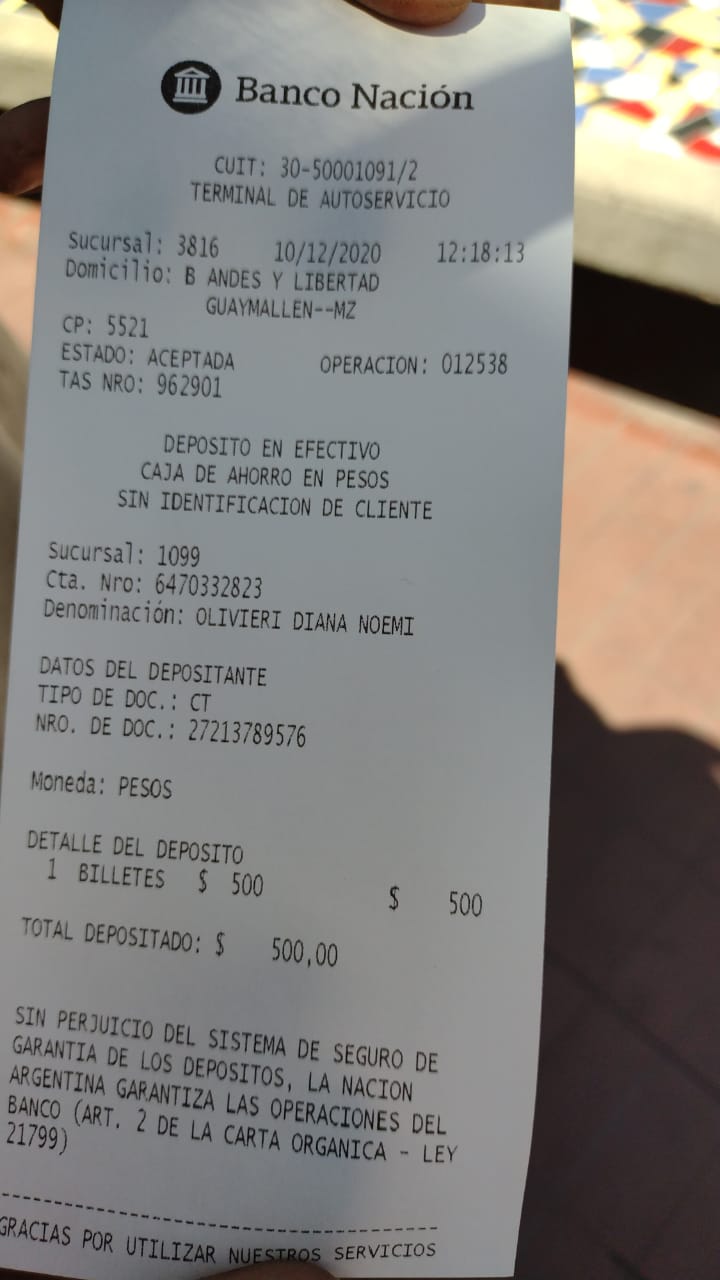 Banco Nación
CUIT: 30-50001091/2
TERMINAL DE AUTOSERVICIO
Sucursal: 3816 10/12/2020 12:18:13
Domicilio: B ANDES Y LIBERTAD
GUAYMALLEN--MZ
CP: 5521
ESTADO: ACEPTADA OPERACION: 012538
TAS NRO: 962901
DEPOSITO EN EFECTIVO
CAJA DE AHORRO EN PESOS
SIN IDENTIFICACION DE CLIENTE
Sucursal: 1099
Cta. Nro: 6470332823
Denominación: OLIVIERI DIANA NOEMI
DATOS DEL DEPOSITANTE
TIPO DE DOC.: CT
NRO. DE DOC.: 27213789576
Moneda: PESOS
DETALLE DEL DEPOSITO
1 BILLETES $ 500 $ 500
TOTAL DEPOSITADO: $ 500,00
SIN PERJUICIO DEL SISTEMA DE SEGURO DE
GARANTIA DE LOS DEPOSITOS, LA NACION
ARGENTINA GARANTIZA LAS OPERACIONES DEL
BANCO (ART. 2 DE LA CARTA ORGANICA - LEY
21799)
----------------------------------------
GRACIAS POR UTILIZAR NUESTROS SERVICIOS